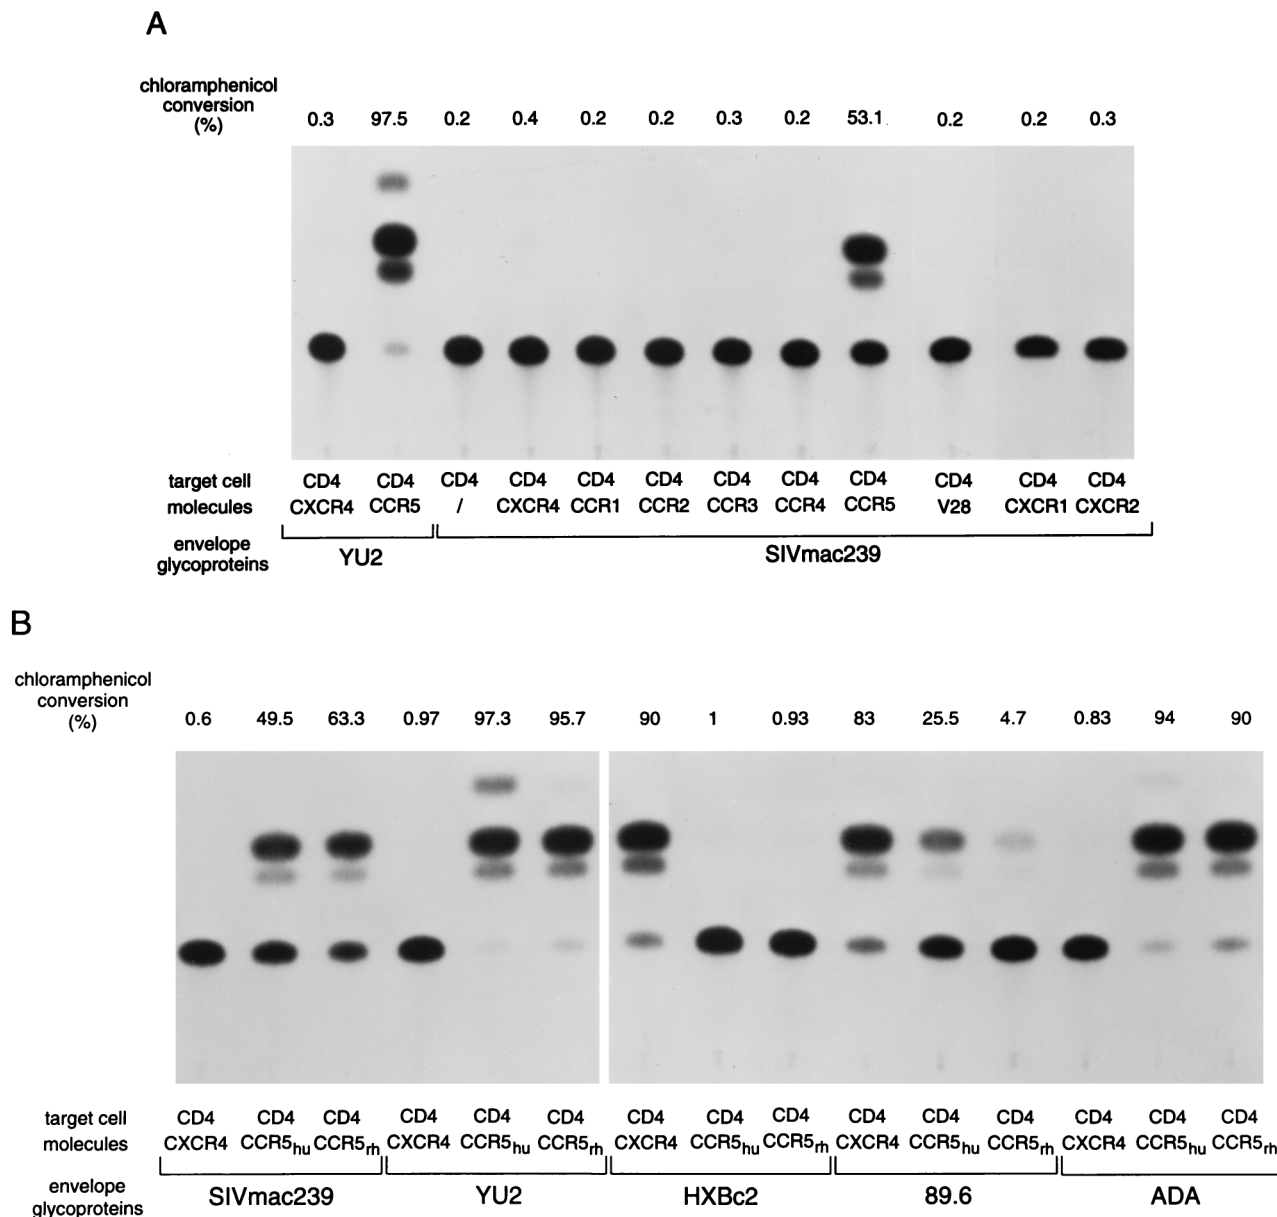 A
chloramphenicol
conversion
(%)
0.3 97.5 0.2 0.4 0.2 0.2 0.3 0.2 53.1 0.2 0.2 0.3
target cell CD4 CD4 CD4 CD4 CD4 CD4 CD4 CD4 CD4 CD4 CD4 CD4
molecules CXCR4 CCR5 / CXCR4 CCR1 CCR2 CCR3 CCR4 CCR5 V28 CXCR1 CXCR2
envelope
glycoproteins YU2 SIVmac239
B
chloramphenicol
conversion
(%) 0.6 49.5 63.3 0.97 97.3 95.7 90 1 0.93 83 25.5 4.7 0.83 94 90
target cell CD4 CD4 CD4 CD4 CD4 CD4 CD4 CD4 CD4 CD4 CD4 CD4 CD4 CD4 CD4
molecules CXCR4 CCR5hu CCR5rh CXCR4 CCR5hu CCR5rh CXCR4 CCR5hu CCR5rh CXCR4 CCR5hu CCR5rh CXCR4 CCR5hu CCR5rh
envelope
glycoproteins SIVmac239 YU2 HXBc2 89.6 ADA